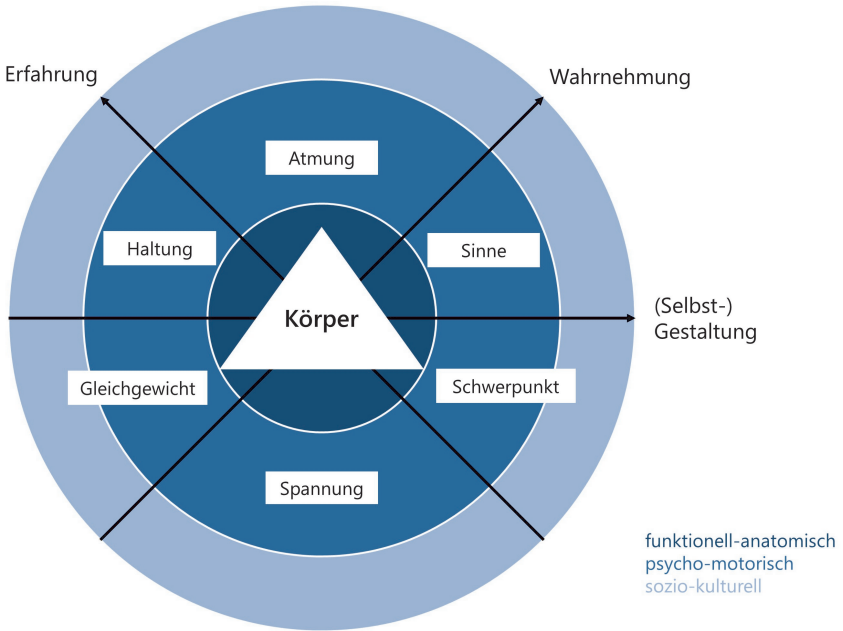 Erfahrung
Wahrnehmung
Atmung
Haltung
Sinne
Körper
(Selbst-)
Gestaltung
Gleichgewicht
Schwerpunkt
Spannung
funktionell-anatomisch
psycho-motorisch
sozio-kulturell